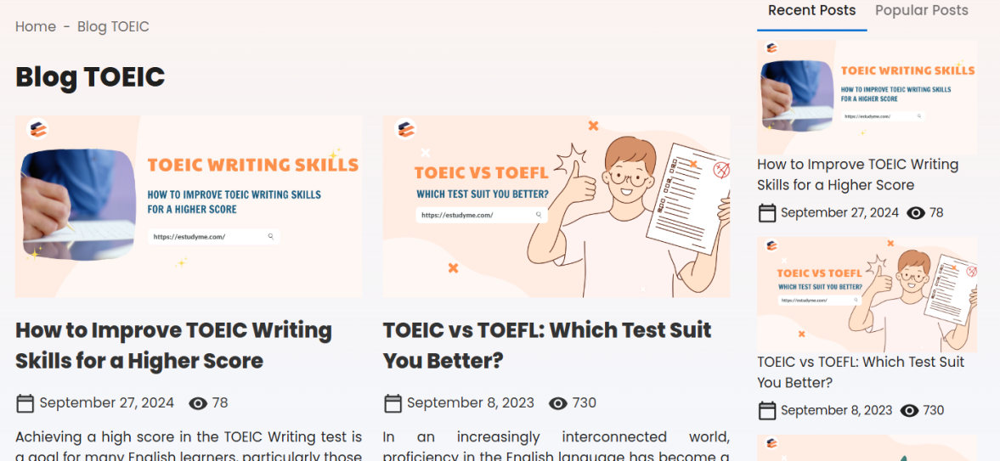 Home - Blog TOEIC
Blog TOEIC
TOEIC WRITING SKILLS
HOW TO IMPROVE TOEIC WRITING SKILLS
FOR A HIGHER SCORE
https://estudyme.com/
How to Improve TOEIC Writing
Skills for a Higher Score
September 27, 2024 78
Achieving a high score in the TOEIC Writing test is
a goal for many English learners, particularly those
TOEIC VS TOEFL
WHICH TEST SUIT YOU BETTER?
https://estudyme.com/
TOEIC vs TOEFL: Which Test Suit
You Better?
September 8, 2023 730
In an increasingly interconnected world,
proficiency in the English language has become a
Recent Posts Popular Posts
TOEIC WRITING SKILLS
HOW TO IMPROVE TOEIC WRITING SKILLS
FOR A HIGHER SCORE
https://estudyme.com/
How to Improve TOEIC Writing
Skills for a Higher Score
September 27, 2024 78
TOEIC VS TOEFL
WHICH TEST SUIT YOU BETTER?
https://estudyme.com/
TOEIC vs TOEFL: Which Test Suit
You Better?
September 8, 2023 730